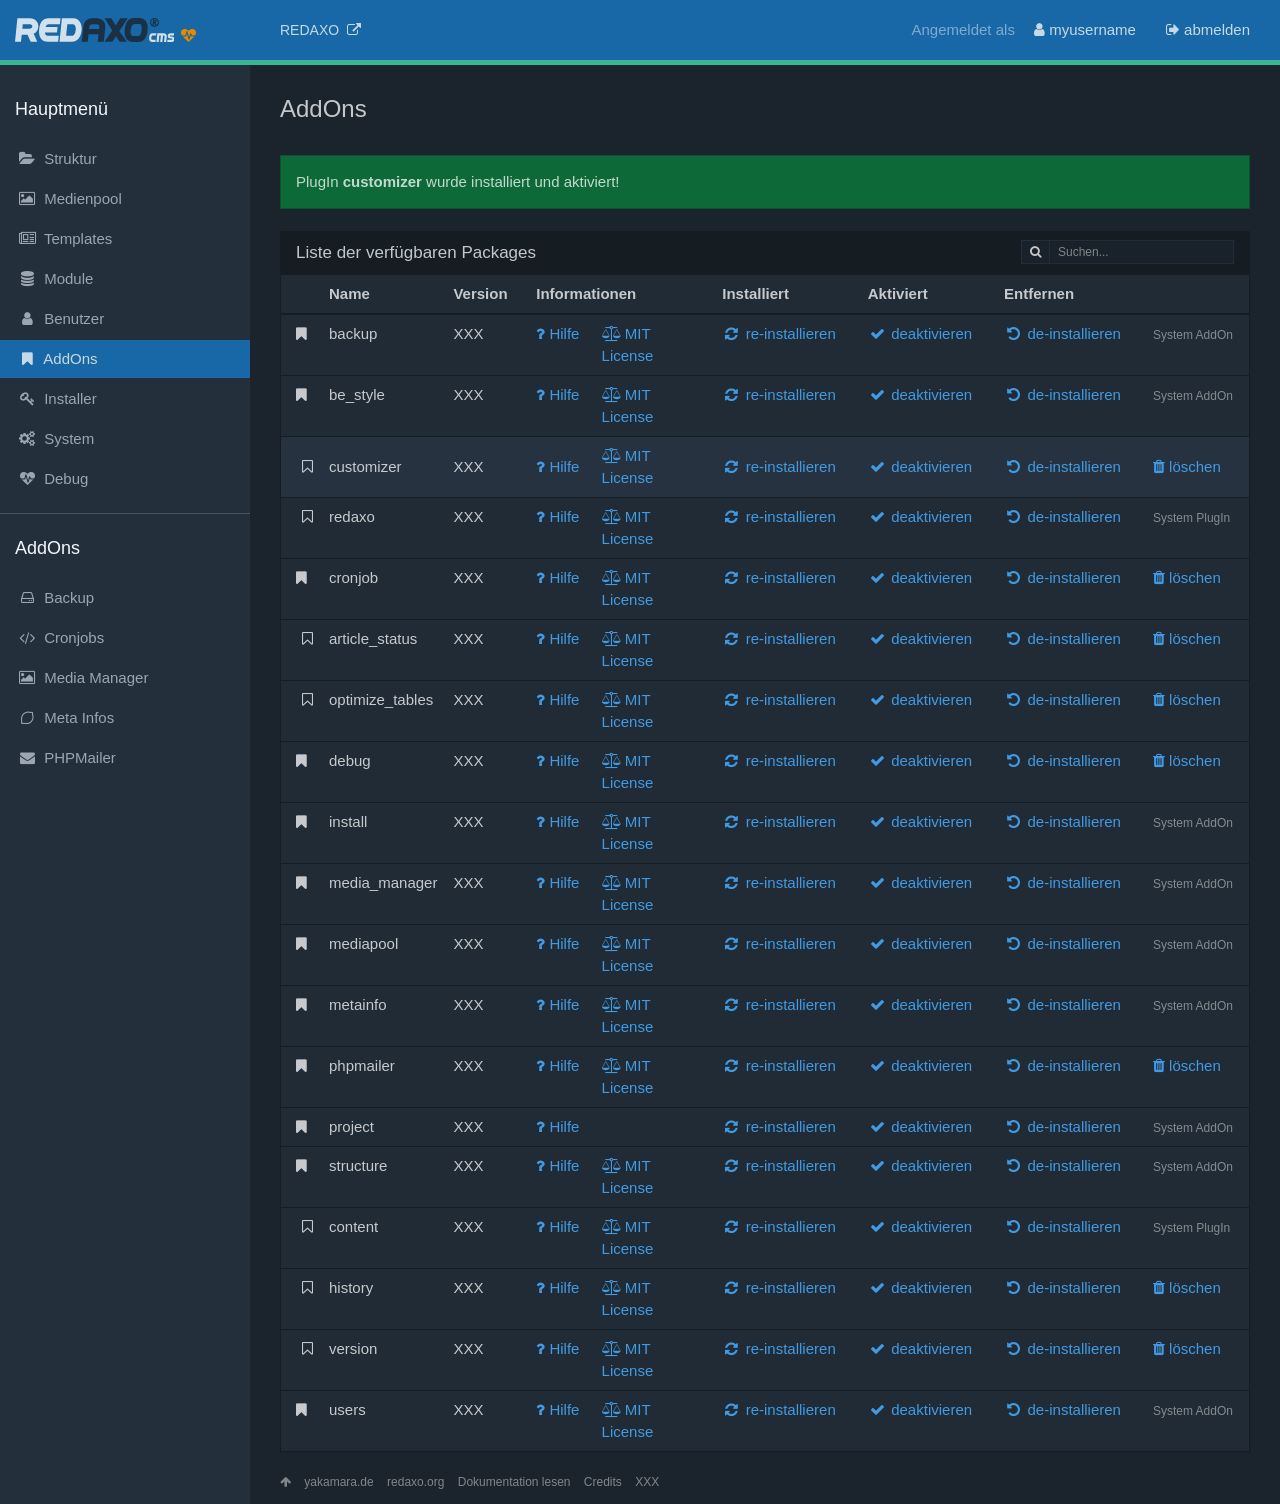 REDAXO® cms
REDAXO
Angemeldet als myusername abmelden
Hauptmenü
Struktur
Medienpool
Templates
Module
Benutzer
AddOns
Installer
System
Debug
AddOns
Backup
Cronjobs
Media Manager
Meta Infos
PHPMailer
AddOns
PlugIn customizer wurde installiert und aktiviert!
Liste der verfügbaren Packages
Suchen...
Name Version Informationen Installiert Aktiviert Entfernen
backup XXX ? Hilfe MIT re-installieren deaktivieren de-installieren System AddOn
License
be_style XXX ? Hilfe MIT re-installieren deaktivieren de-installieren System AddOn
License
customizer XXX ? Hilfe MIT re-installieren deaktivieren de-installieren löschen
License
redaxo XXX ? Hilfe MIT re-installieren deaktivieren de-installieren System PlugIn
License
cronjob XXX ? Hilfe MIT re-installieren deaktivieren de-installieren löschen
License
article_status XXX ? Hilfe MIT re-installieren deaktivieren de-installieren löschen
License
optimize_tables XXX ? Hilfe MIT re-installieren deaktivieren de-installieren löschen
License
debug XXX ? Hilfe MIT re-installieren deaktivieren de-installieren löschen
License
install XXX ? Hilfe MIT re-installieren deaktivieren de-installieren System AddOn
License
media_manager XXX ? Hilfe MIT re-installieren deaktivieren de-installieren System AddOn
License
mediapool XXX ? Hilfe MIT re-installieren deaktivieren de-installieren System AddOn
License
metainfo XXX ? Hilfe MIT re-installieren deaktivieren de-installieren System AddOn
License
phpmailer XXX ? Hilfe MIT re-installieren deaktivieren de-installieren löschen
License
project XXX ? Hilfe re-installieren deaktivieren de-installieren System AddOn
structure XXX ? Hilfe MIT re-installieren deaktivieren de-installieren System AddOn
License
content XXX ? Hilfe MIT re-installieren deaktivieren de-installieren System PlugIn
License
history XXX ? Hilfe MIT re-installieren deaktivieren de-installieren löschen
License
version XXX ? Hilfe MIT re-installieren deaktivieren de-installieren löschen
License
users XXX ? Hilfe MIT re-installieren deaktivieren de-installieren System AddOn
License
yakamara.de redaxo.org Dokumentation lesen Credits XXX